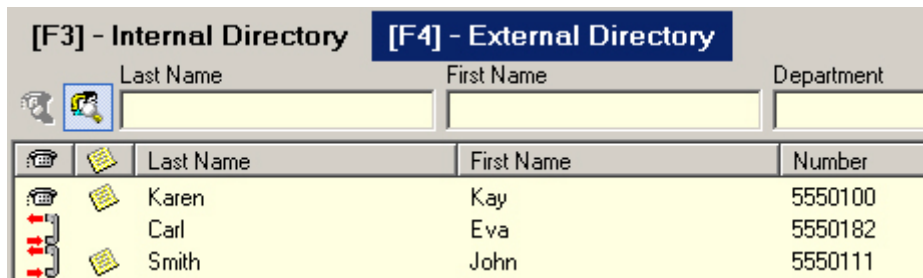 [F3] - Internal Directory [F4] - External Directory
Last Name First Name Department
Last Name First Name Number
Karen Kay 5550100
Carl Eva 5550182
Smith John 5550111